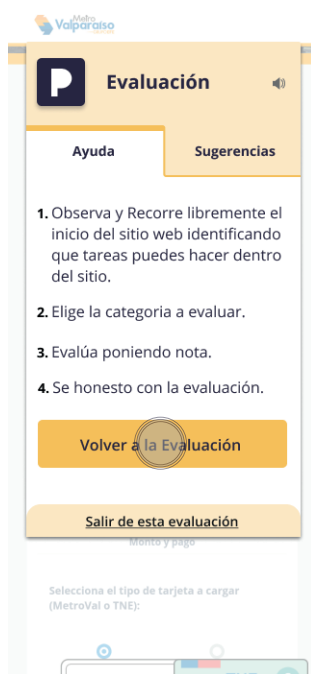 Metro
Valparaíso
P
Evaluación
Ayuda
Sugerencias
1. Observa y Recorre libremente el
inicio del sitio web identificando
que tareas puedes hacer dentro
del sitio.
2. Elige la categoria a evaluar.
3. Evalúa poniendo nota.
4. Se honesto con la evaluación.
Volver a la Evaluación
Salir de esta evaluación
Monto y pago
Selecciona el tipo de tarjeta a cargar
(MetroVal o TNE):